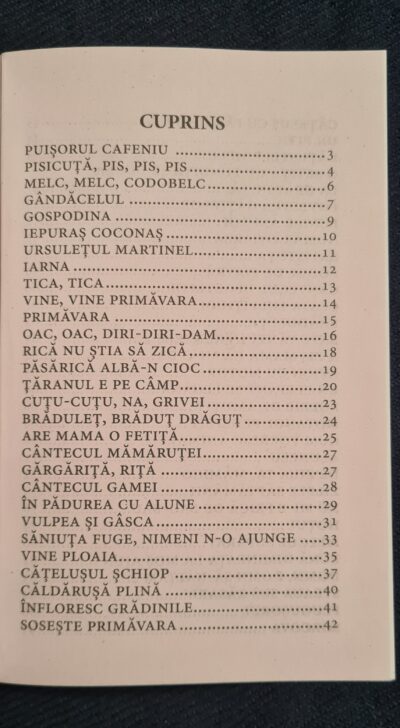 CUPRINS
PUIȘORUL CAFENIU ................................3
PISICUȚĂ, PIS, PIS, PIS............................4
MELC, MELC, CODOBELC........................6
GÂNDĂCELUL ........................................7
GOSPODINA ..........................................9
IEPURAȘ COCONAȘ ................................10
URSULEȚUL MARTINEL..........................11
IARNA ..................................................12
TICA, TICA.............................................13
VINE, VINE PRIMĂVARA.........................14
PRIMĂVARA ..........................................15
OAC, OAC, DIRI-DIRI-DAM.....................16
RICĂ NU ȘTIA SĂ ZICĂ...........................18
PĂSĂRICĂ ALBĂ-N CIOC ........................19
ȚĂRANUL E PE CÂMP............................20
CUȚU-CUȚU, NA, GRIVEI .......................23
BRĂDULEȚ, BRĂDUȚ DRĂGUȚ................24
ARE MAMA O FETIȚĂ............................25
CÂNTECUL MĂMĂRUȚEI.......................27
GĂRGĂRIȚĂ, RIȚĂ .................................27
CÂNTECUL GAMEI ................................28
ÎN PĂDUREA CU ALUNE .......................29
VULPEA ȘI GÂSCA..................................31
SĂNIUȚA FUGE, NIMENI N-O AJUNGE .....33
VINE PLOAIA.........................................35
CĂȚELUȘUL ȘCHIOP ..............................37
CĂLDĂRUȘĂ PLINĂ ................................40
ÎNFLORESC GRĂDINILE..........................41
SOSEȘTE PRIMĂVARA.............................42